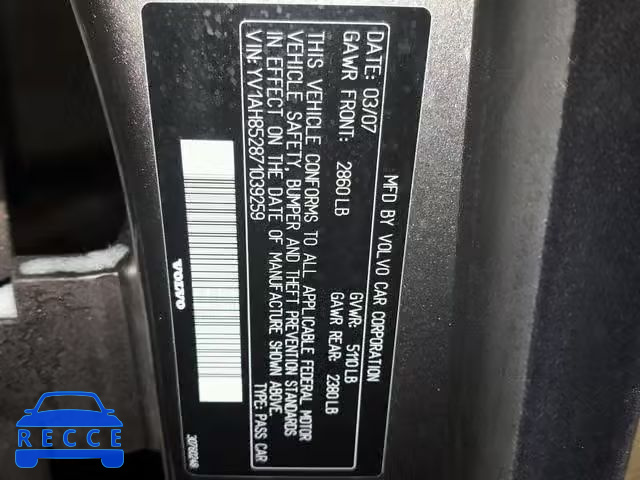 MFD BY VOLVO CAR CORPORATION
DATE: 03/07 GVWR: 5110 LB
GAWR FRONT: 2860 LB GAWR REAR: 2380 LB
THIS VEHICLE CONFORMS TO ALL APPLICABLE FEDERAL MOTOR
VEHICLE SAFETY, BUMPER AND THEFT PREVENTION STANDARDS
IN EFFECT ON THE DATE OF MANUFACTURE SHOWN ABOVE.
VIN: YV1AH852871039259 TYPE: PASS CAR
VOLVO
RECCE